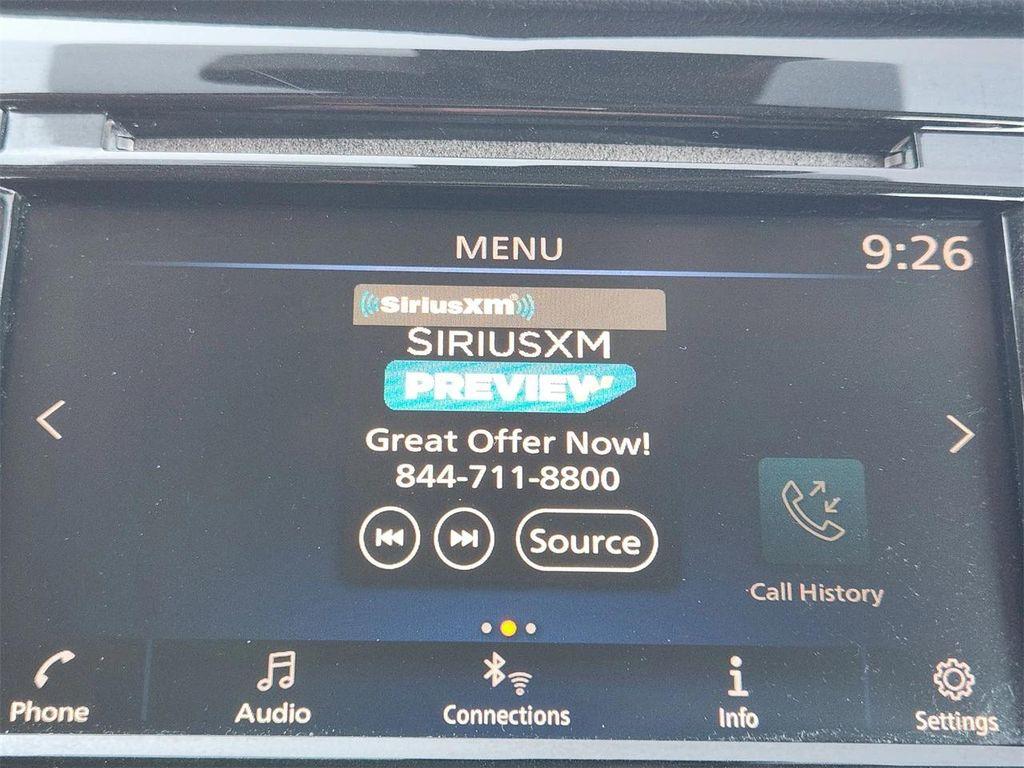 MENU
9:26
SiriusXM
SIRIUSXM
PREVIEW
Great Offer Now!
844-711-8800
Source
Call History
Phone
Audio
Connections
Info
Settings